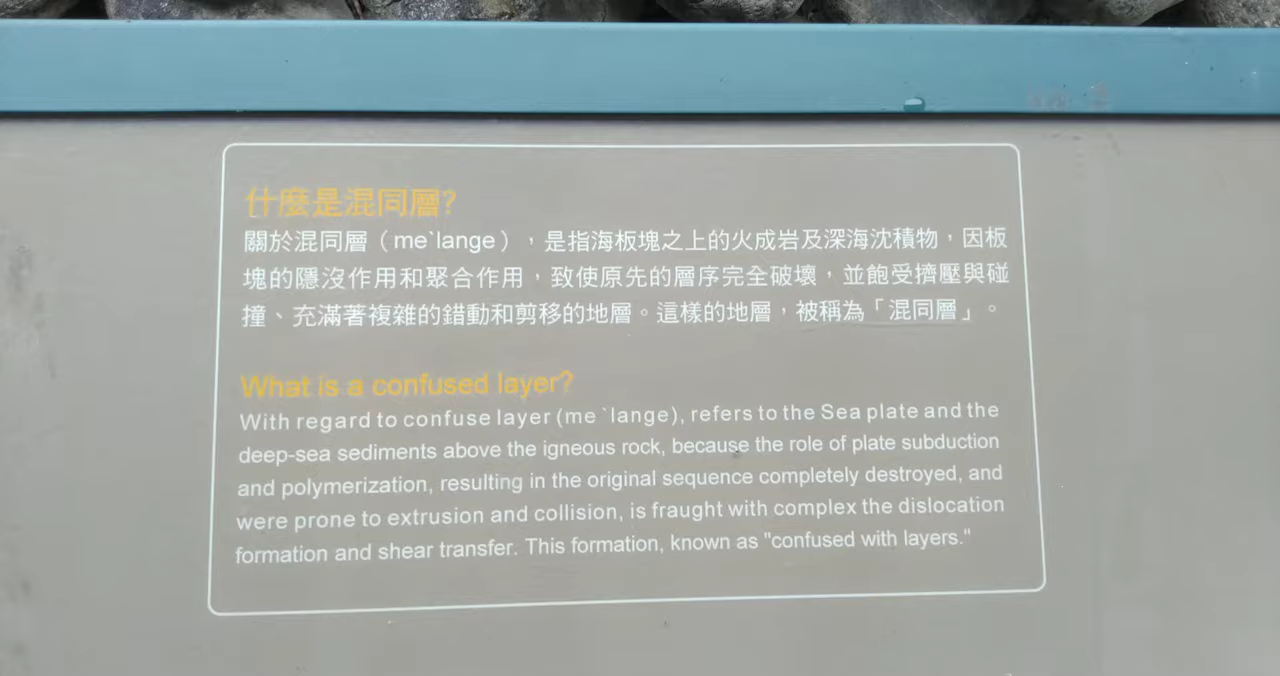 什麼是混同層?
關於混同層（me`lange），是指海板塊之上的火成岩及深海沈積物，因板
塊的隱沒作用和聚合作用，致使原先的層序完全破壞，並飽受擠壓與碰
撞、充滿著複雜的錯動和剪移的地層。這樣的地層，被稱為「混同層」。
What is a confused layer?
With regard to confuse layer (me `lange), refers to the Sea plate and the
deep-sea sediments above the igneous rock, because the role of plate subduction
and polymerization, resulting in the original sequence completely destroyed, and
were prone to extrusion and collision, is fraught with complex the dislocation
formation and shear transfer. This formation, known as "confused with layers."